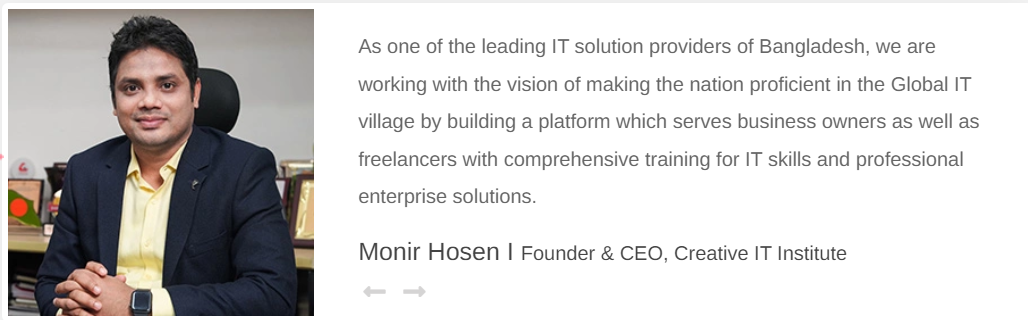 As one of the leading IT solution providers of Bangladesh, we are
working with the vision of making the nation proficient in the Global IT
village by building a platform which serves business owners as well as
freelancers with comprehensive training for IT skills and professional
enterprise solutions.
Monir Hosen I Founder & CEO, Creative IT Institute